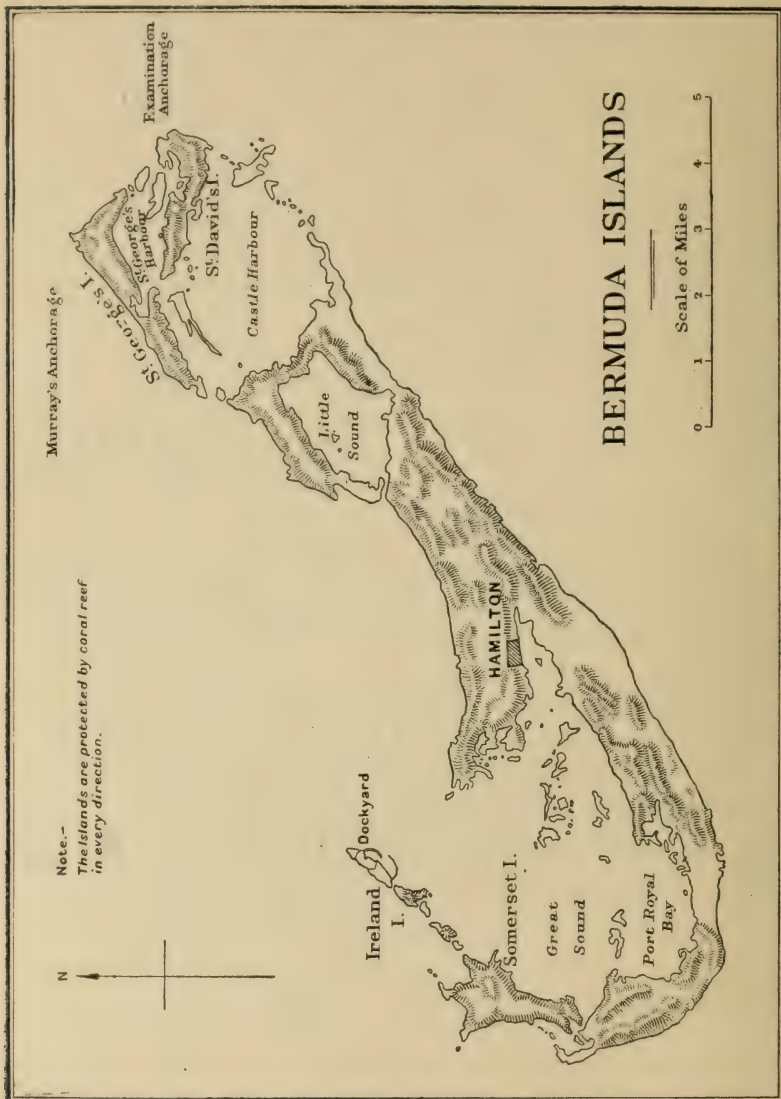 BERMUDA ISLANDS
Scale of Miles
0 1 2 3 4 5
Note.–
The Islands are protected by coral reef
in every direction.
N
Murray's Anchorage
Examination
Anchorage
St. George's I.
St. George's
Harbour
St. David's I.
Castle Harbour
Little
Sound
HAMILTON
Dockyard
Ireland
I.
Somerset I.
Great
Sound
Port Royal
Bay